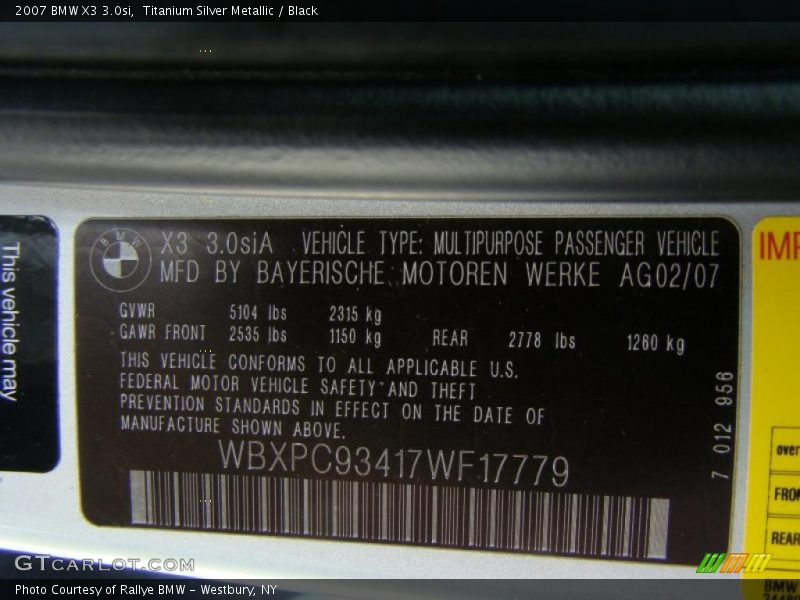 2007 BMW X3 3.0si, Titanium Silver Metallic / Black
This vehicle may
BMW
X3 3.0siA VEHICLE TYPE: MULTIPURPOSE PASSENGER VEHICLE
MFD BY BAYERISCHE MOTOREN WERKE AG02/07
GVWR 5104 lbs 2315 kg
GAWR FRONT 2535 lbs 1150 kg REAR 2778 lbs 1260 kg
THIS VEHICLE CONFORMS TO ALL APPLICABLE U.S.
FEDERAL MOTOR VEHICLE SAFETY AND THEFT
PREVENTION STANDARDS IN EFFECT ON THE DATE OF
MANUFACTURE SHOWN ABOVE.
WBXPC93417WF17779
7 012 956
IMP
over
FRON
REAR
BMW
GTCARLOT.COM
Photo Courtesy of Rallye BMW - Westbury, NY